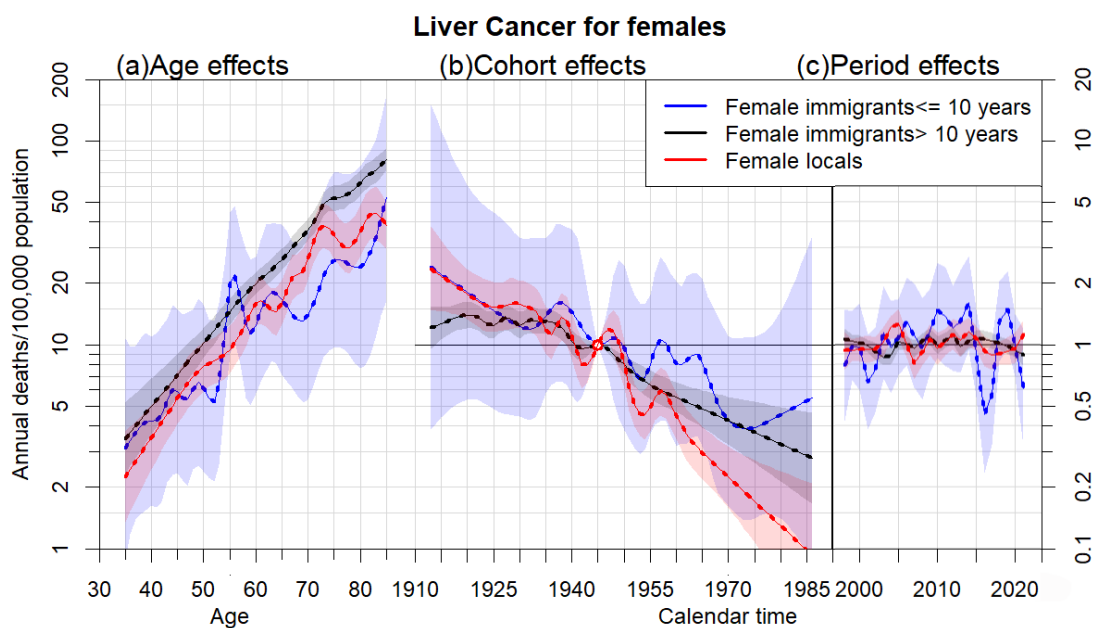 Liver Cancer for females
(a)Age effects
(b)Cohort effects
(c)Period effects
Female immigrants<= 10 years
Female immigrants> 10 years
Female locals
Annual deaths/100,000 population
200
100
50
20
10
5
2
1
20
10
5
2
1
0.5
0.2
0.1
30 40 50 60 70 80 1910 1925 1940 1955 1970 1985 2000 2010 2020
Age
Calendar time